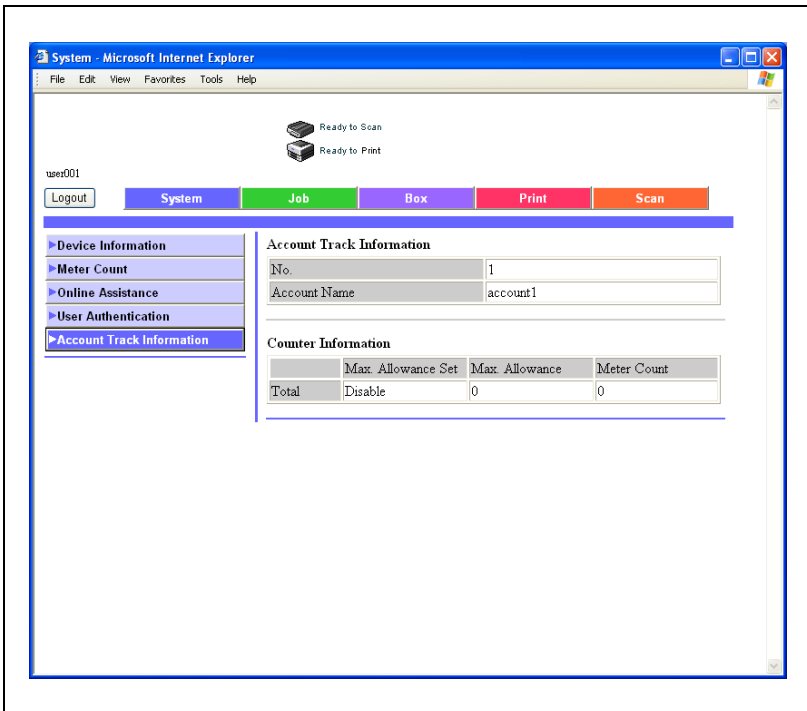 System - Microsoft Internet Explorer
File Edit View Favorites Tools Help
Ready to Scan
Ready to Print
user001
Logout System Job Box Print Scan
Device Information
Meter Count
Online Assistance
User Authentication
Account Track Information
Account Track Information
No. 1
Account Name account1
Counter Information
Max. Allowance Set Max. Allowance Meter Count
Total Disable 0 0